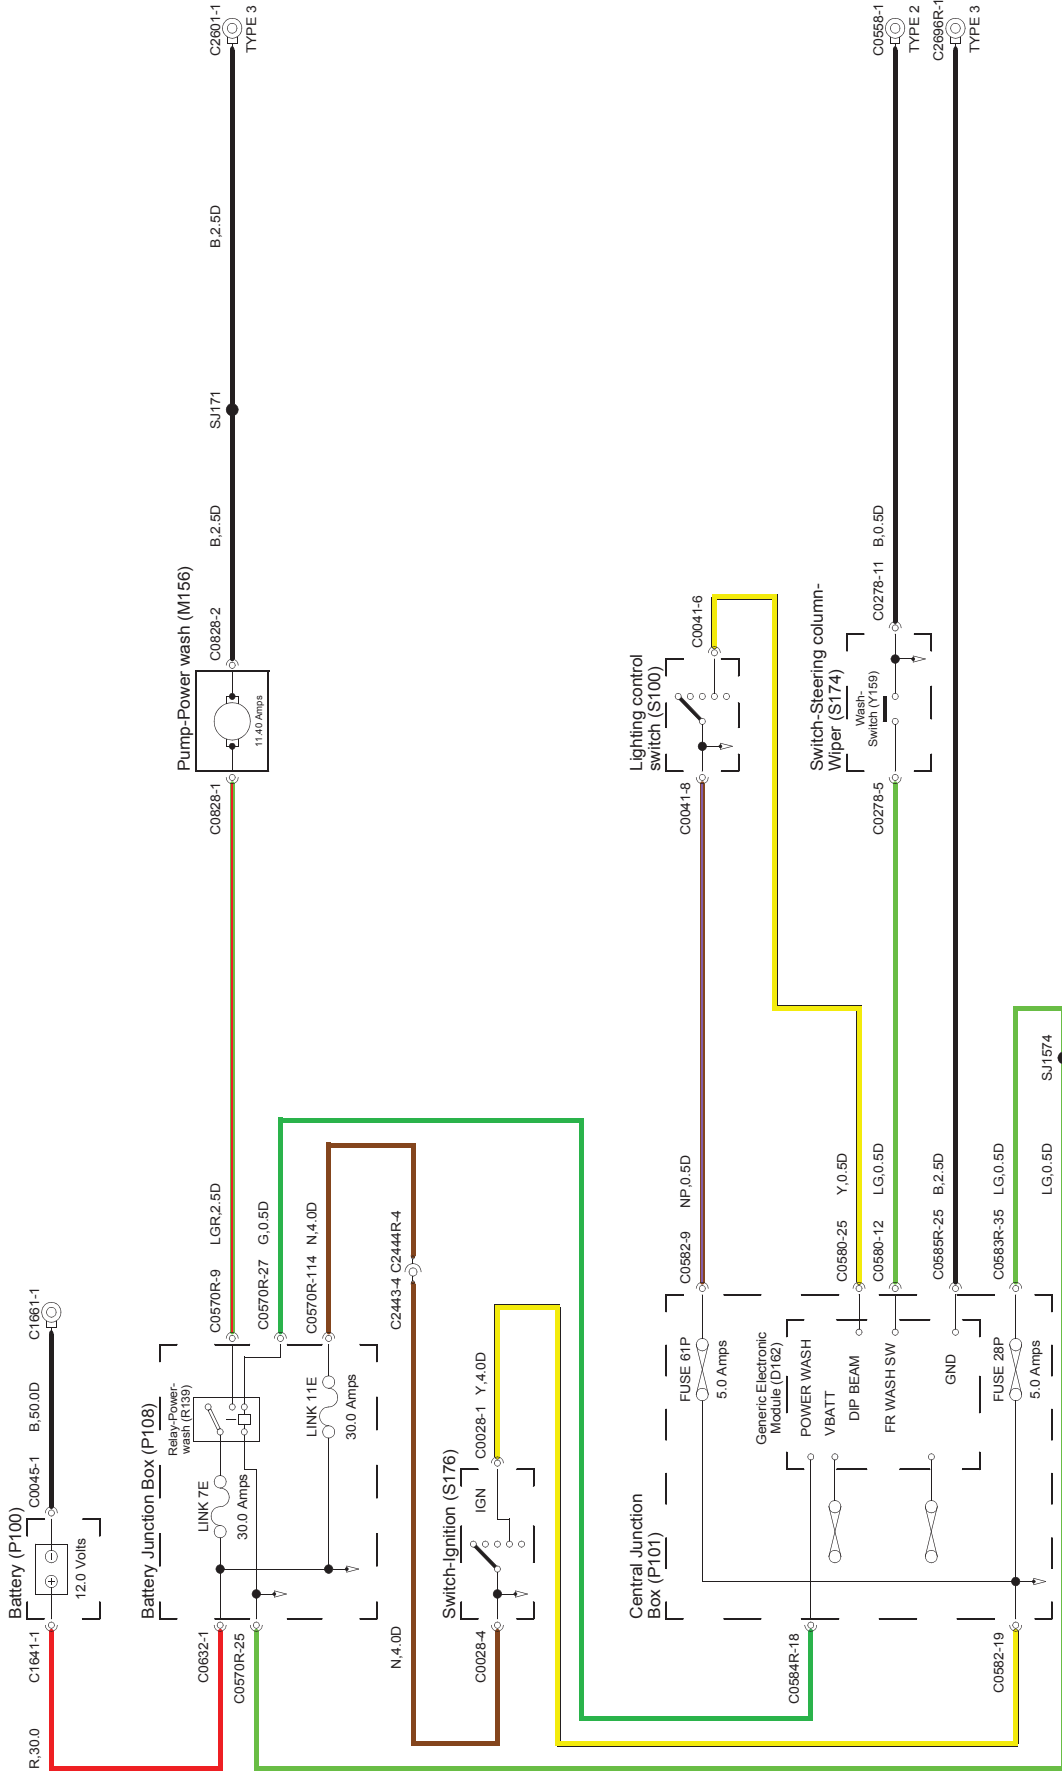 Battery (P100)
12.0 Volts
C1641-1
R,30.0
C0045-1
B,50.0D
C1661-1
Battery Junction Box (P108)
Relay-Power-
wash (R139)
LINK 7E
30.0 Amps
LINK 11E
30.0 Amps
C0632-1
C0570R-25
C0570R-9
LGR,2.5D
C0570R-27
G,0.5D
C0570R-114
N,4.0D
C2443-4
C2444R-4
Pump-Power wash (M156)
11.40 Amps
C0828-1
C0828-2
B,2.5D
SJ171
B,2.5D
C2601-1
TYPE 3
Switch-Ignition (S176)
IGN
N,4.0D
C0028-4
C0028-1
Y,4.0D
Lighting control
switch (S100)
C0041-8
C0041-6
Switch-Steering column-
Wiper (S174)
Wash-
Switch (Y159)
C0278-5
C0278-11
B,0.5D
C0558-1
TYPE 2
C2696R-1
TYPE 3
Central Junction
Box (P101)
FUSE 61P
5.0 Amps
Generic Electronic
Module (D162)
POWER WASH
VBATT
DIP BEAM
FR WASH SW
GND
FUSE 28P
5.0 Amps
C0584R-18
C0582-19
C0582-9
NP,0.5D
C0580-25
Y,0.5D
C0580-12
LG,0.5D
C0585R-25
B,2.5D
C0583R-35
LG,0.5D
LG,0.5D
SJ1574